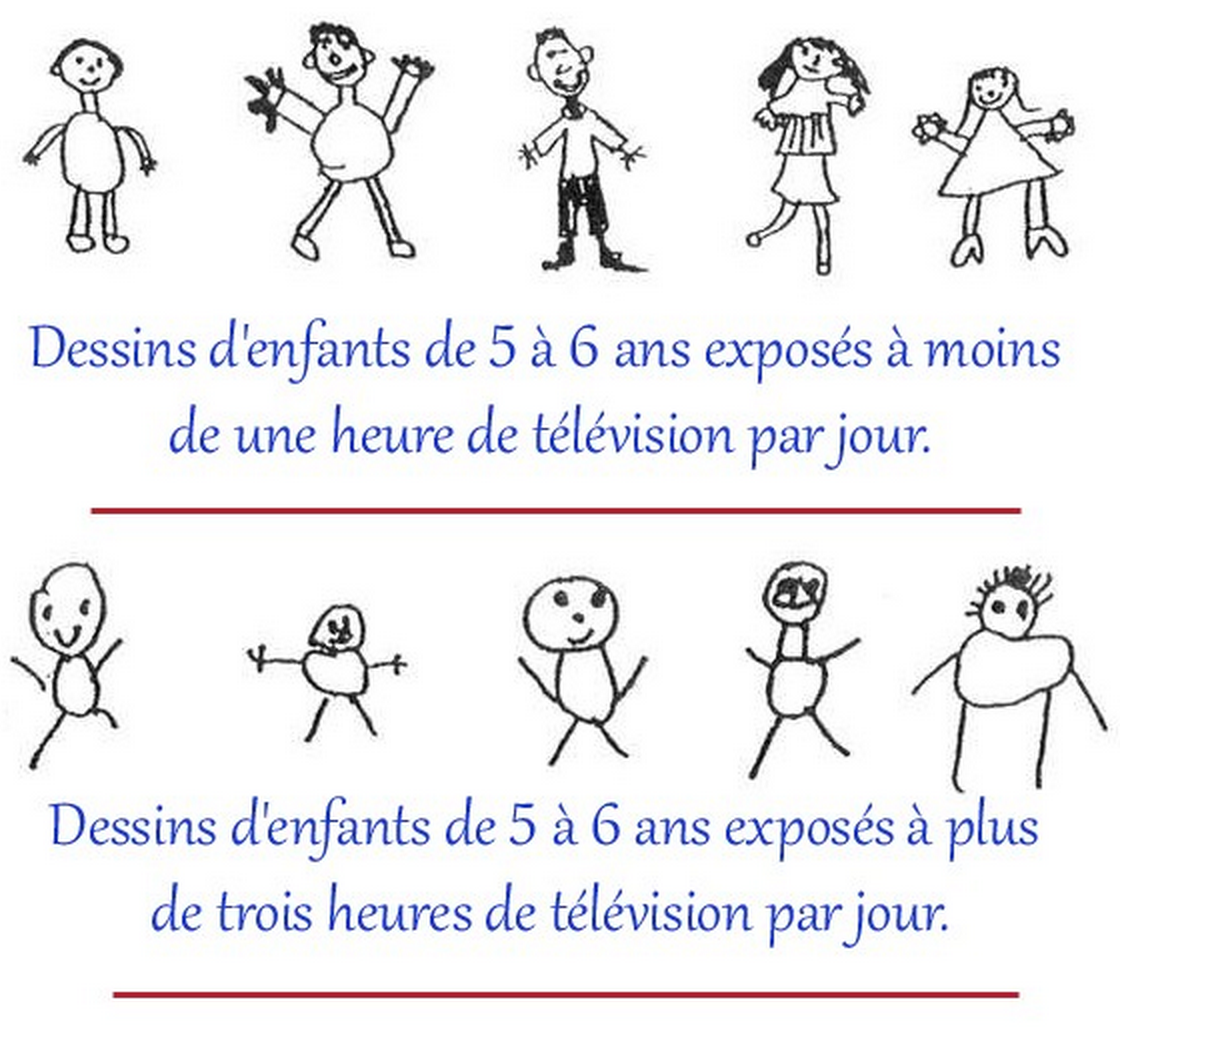 Dessins d'enfants de 5 à 6 ans exposés à moins
de une heure de télévision par jour.
Dessins d'enfants de 5 à 6 ans exposés à plus
de trois heures de télévision par jour.